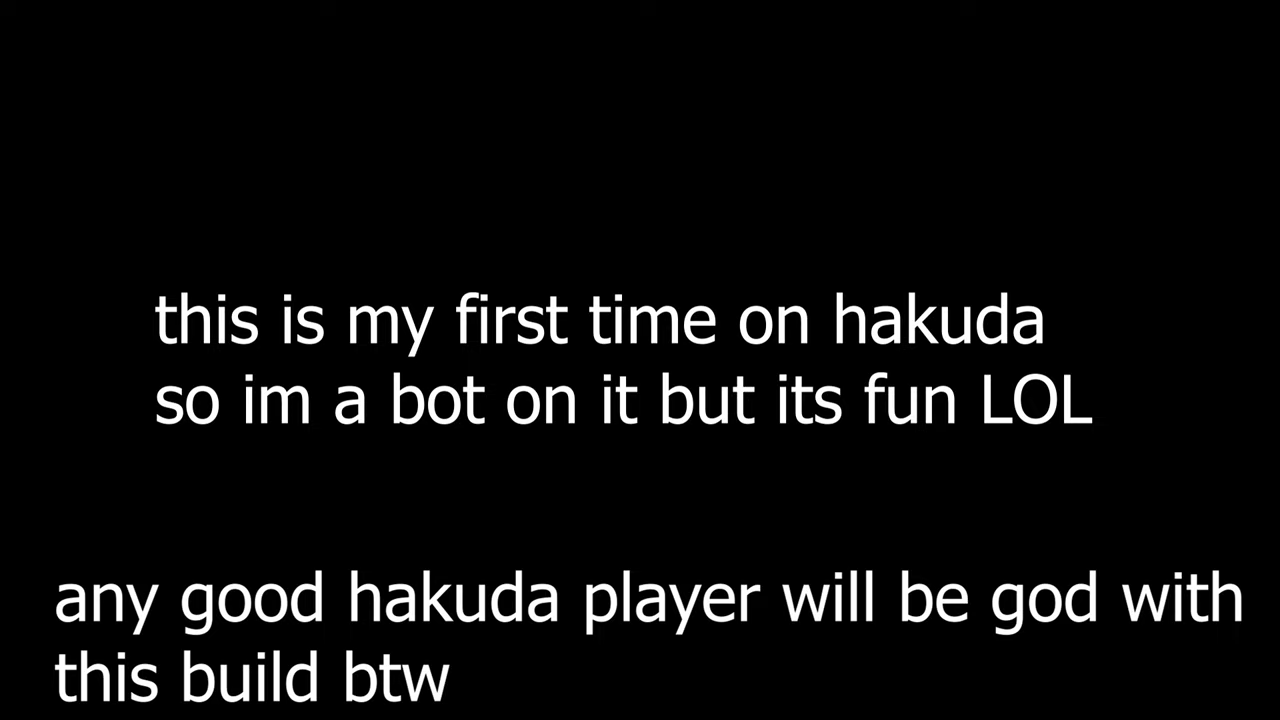 this is my first time on hakuda
so im a bot on it but its fun LOL
any good hakuda player will be god with
this build btw